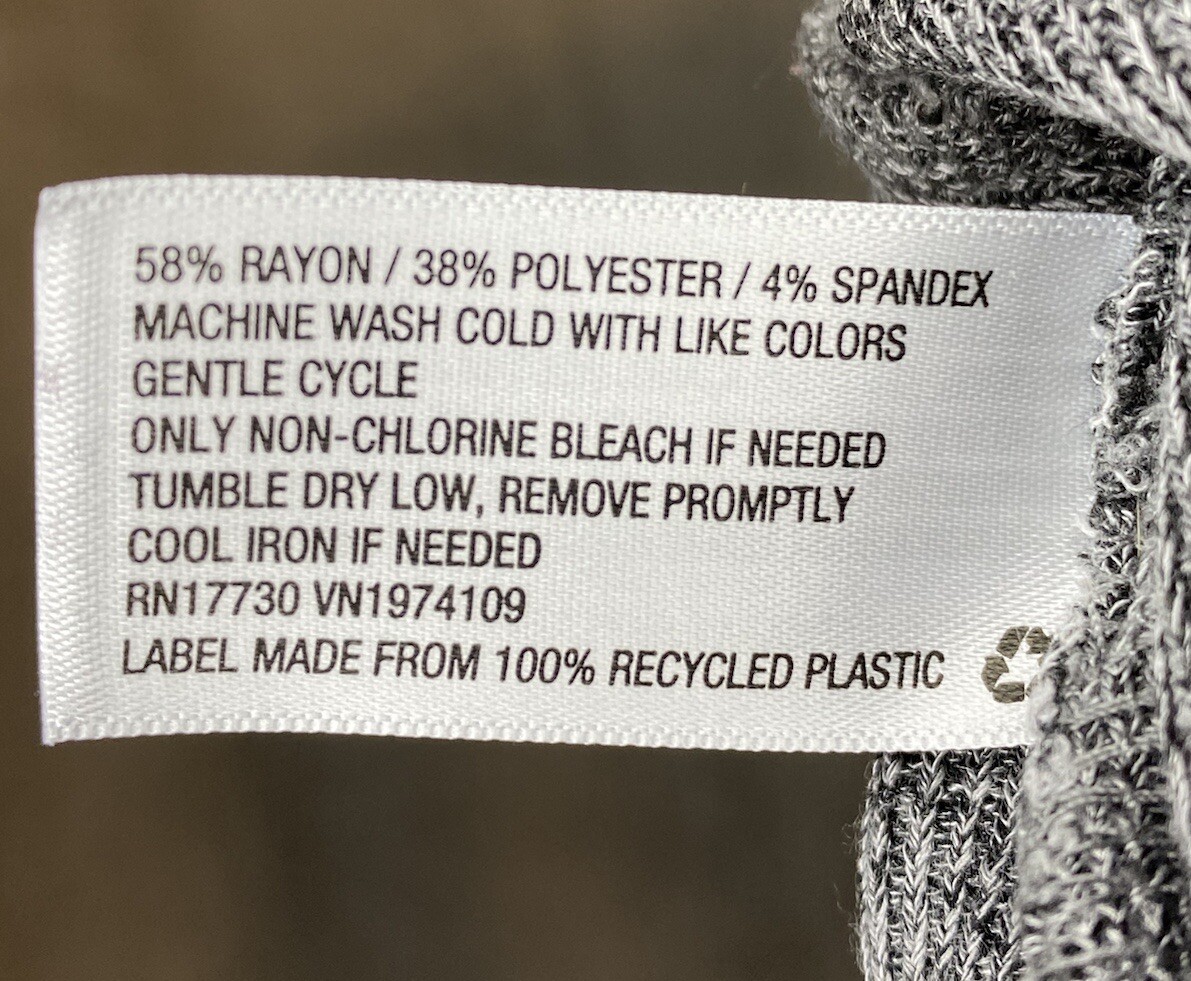 58% RAYON / 38% POLYESTER / 4% SPANDEX
MACHINE WASH COLD WITH LIKE COLORS
GENTLE CYCLE
ONLY NON-CHLORINE BLEACH IF NEEDED
TUMBLE DRY LOW, REMOVE PROMPTLY
COOL IRON IF NEEDED
RN17730 VN1974109
LABEL MADE FROM 100% RECYCLED PLASTIC